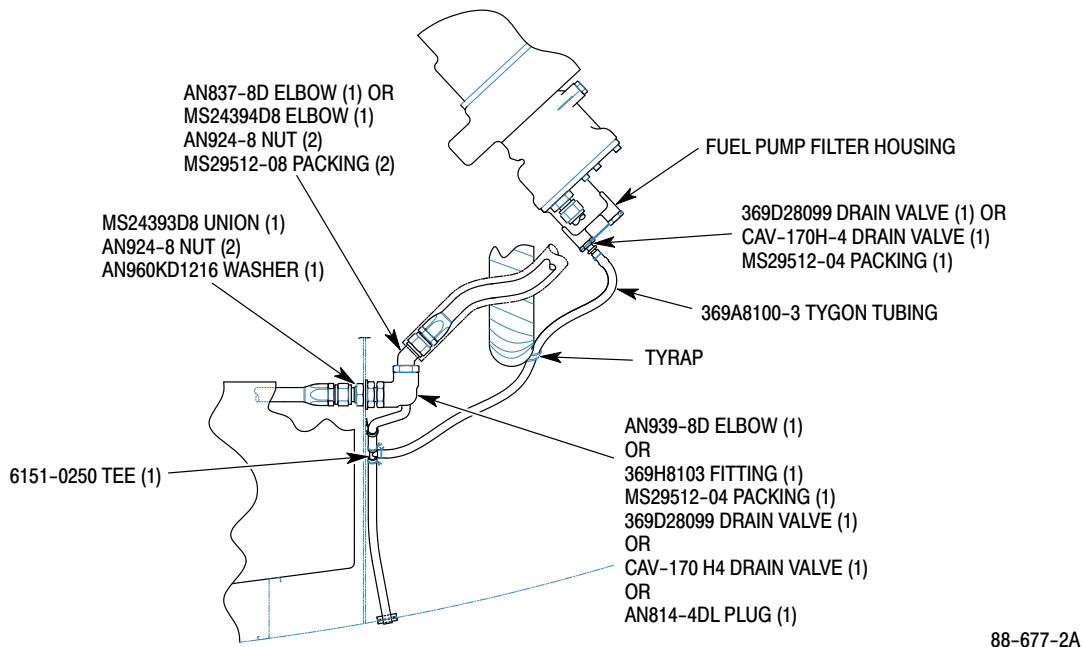 AN837-8D ELBOW (1) OR
MS24394D8 ELBOW (1)
AN924-8 NUT (2)
MS29512-08 PACKING (2)
FUEL PUMP FILTER HOUSING
MS24393D8 UNION (1)
AN924-8 NUT (2)
AN960KD1216 WASHER (1)
369D28099 DRAIN VALVE (1) OR
CAV-170H-4 DRAIN VALVE (1)
MS29512-04 PACKING (1)
369A8100-3 TYGON TUBING
TYRAP
6151-0250 TEE (1)
AN939-8D ELBOW (1)
OR
369H8103 FITTING (1)
MS29512-04 PACKING (1)
369D28099 DRAIN VALVE (1)
OR
CAV-170 H4 DRAIN VALVE (1)
OR
AN814-4DL PLUG (1)
88-677-2A